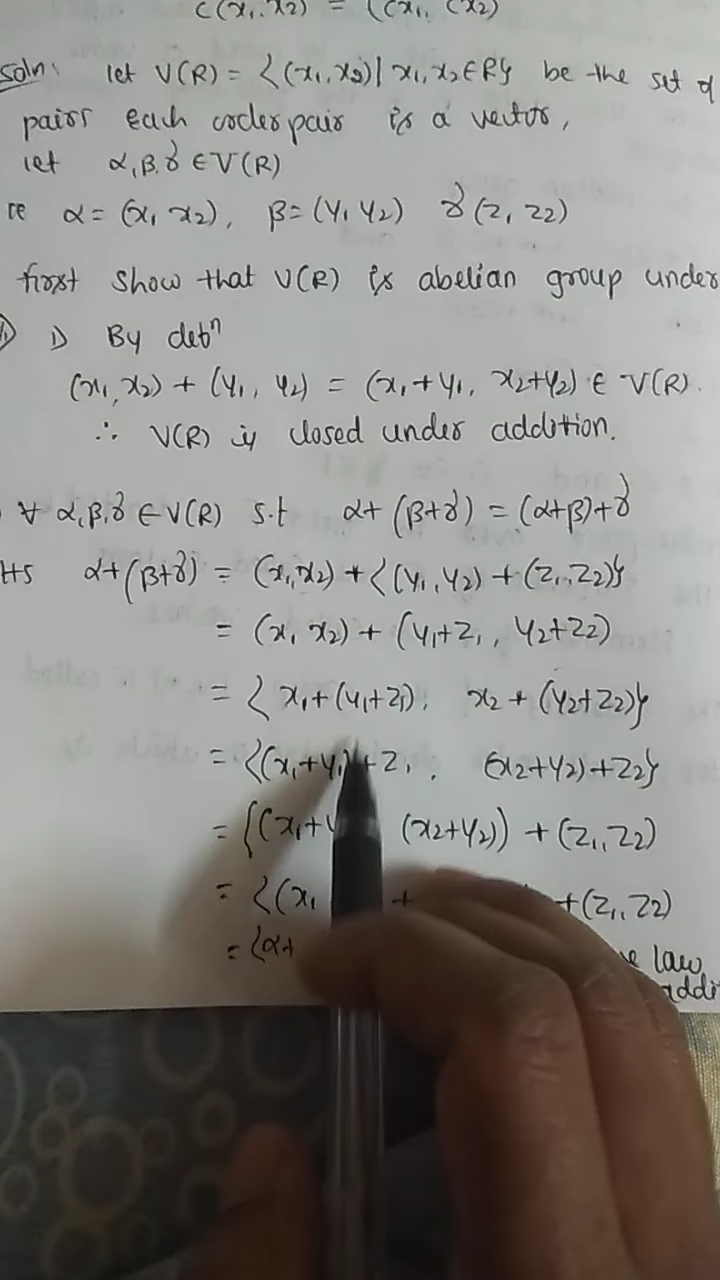 c(x1, x2) = (cx1, cx2)
Soln: let V(R) = {(x1, x2) | x1, x2 ∈ R} be the set of
pairs each order pair is a vector,
let α, β, γ ∈ V(R)
ie α = (x1 x2), β = (y1 y2) γ (z1 z2)
first show that V(R) is abelian group under
1) By defn
(x1, x2) + (y1, y2) = (x1 + y1, x2 + y2) ∈ V(R).
∴ V(R) is closed under addition.
∀ α, β, γ ∈ V(R) s.t α + (β + γ) = (α + β) + γ
HS α + (β + γ) = (x1, x2) + {(y1, y2) + (z1, z2)}
= (x1 x2) + (y1 + z1, y2 + z2)
= { x1 + (y1 + z1), x2 + (y2 + z2)}
= {(x1 + y1) + z1, (x2 + y2) + z2}
= {(x1 + y (x2 + y2)) + (z1, z2)
= {(x1 + + (z1, z2)
= {α + law
addi